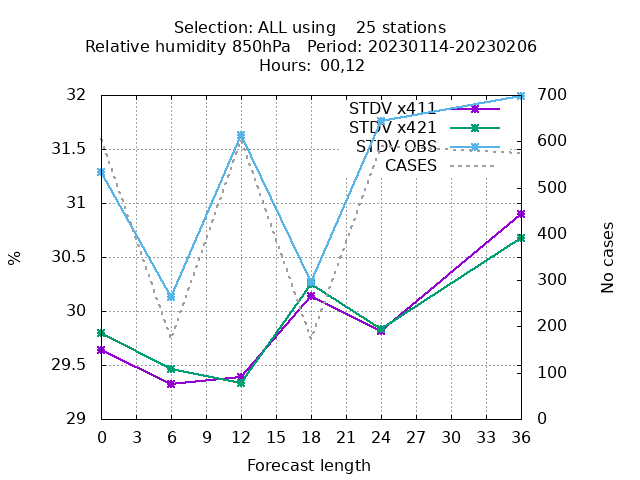 Selection: ALL using    25 stations
Relative humidity 850hPa   Period: 20230114-20230206
Hours: 00,12
STDV x411
STDV x421
STDV OBS
CASES
%
32
31.5
31
30.5
30
29.5
29
No cases
700
600
500
400
300
200
100
0
0 3 6 9 12 15 18 21 24 27 30 33 36
Forecast length